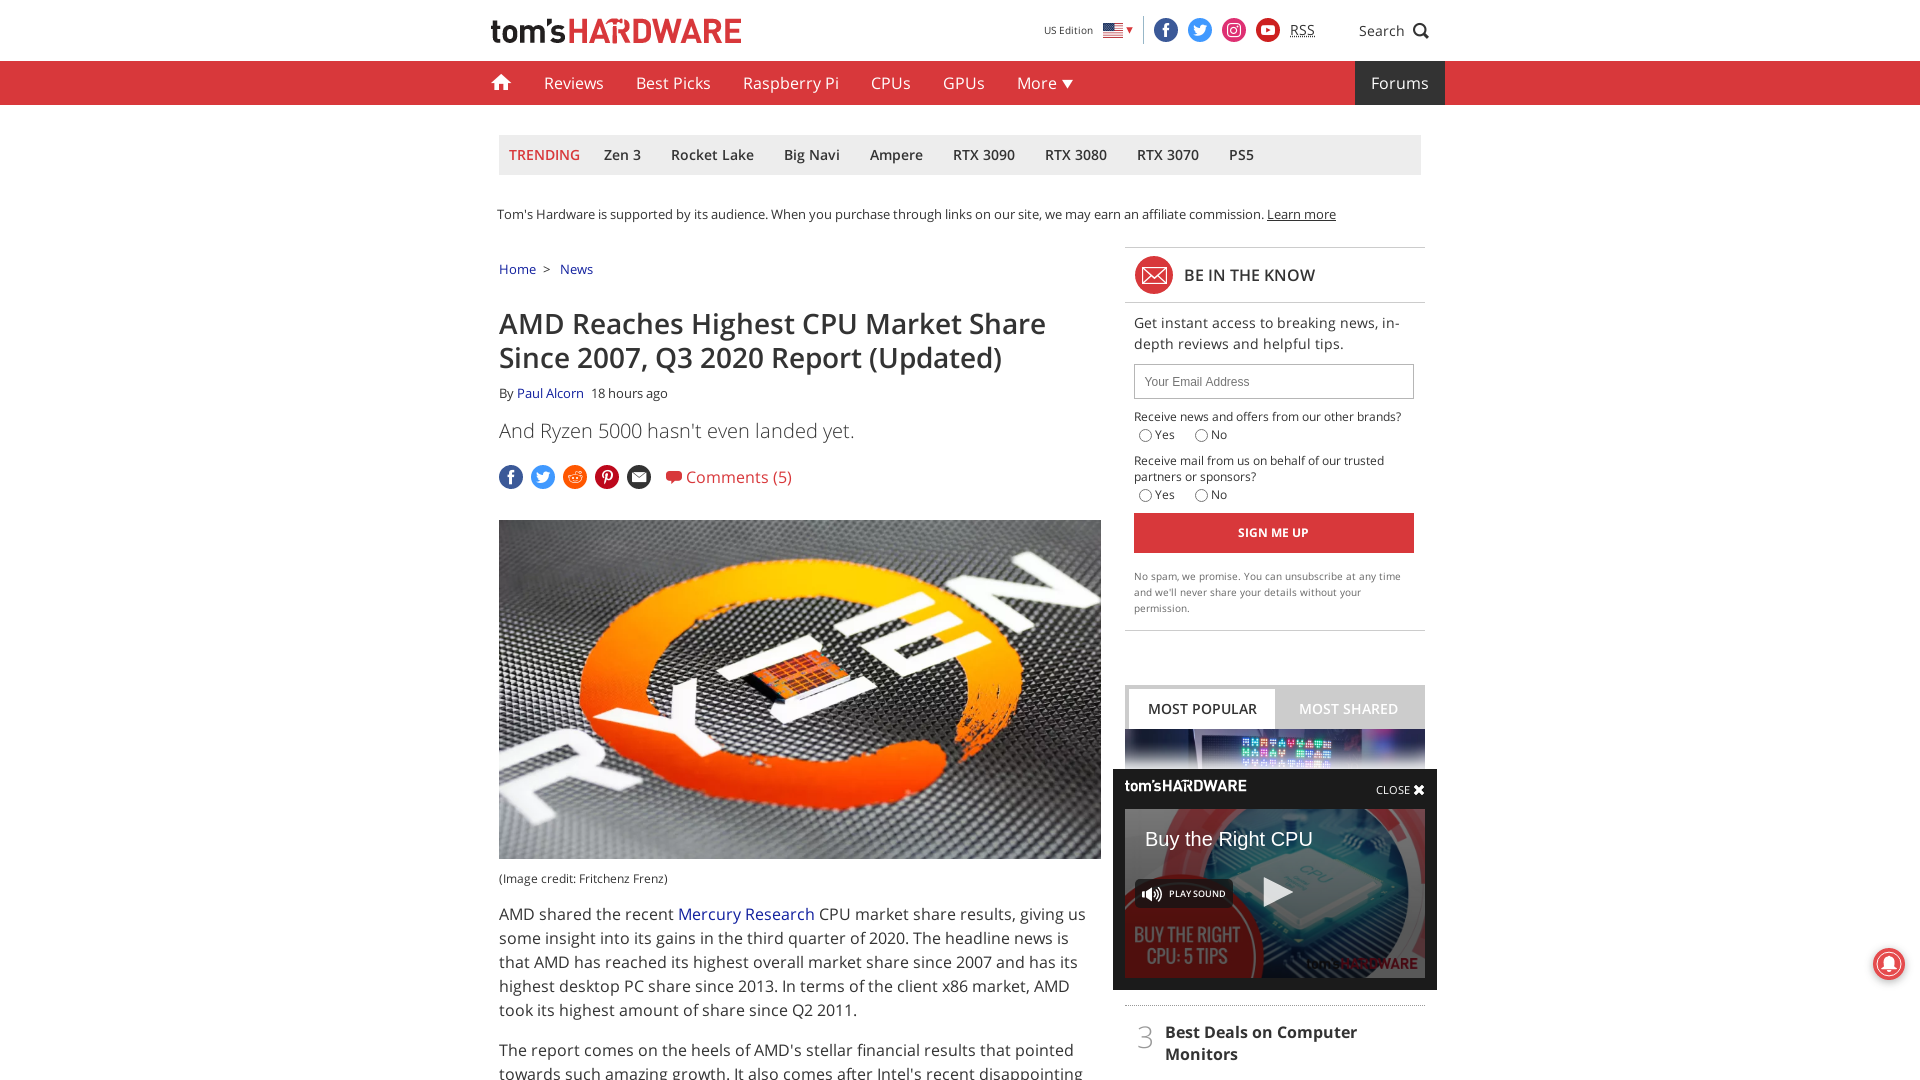 tom'sHARDWARE
US Edition
RSS
Search
Reviews
Best Picks
Raspberry Pi
CPUs
GPUs
More
Forums
TRENDING
Zen 3
Rocket Lake
Big Navi
Ampere
RTX 3090
RTX 3080
RTX 3070
PS5
Tom's Hardware is supported by its audience. When you purchase through links on our site, we may earn an affiliate commission. Learn more
Home > News
AMD Reaches Highest CPU Market Share
Since 2007, Q3 2020 Report (Updated)
By Paul Alcorn 18 hours ago
And Ryzen 5000 hasn't even landed yet.
Comments (5)
RYZEN
(Image credit: Fritchenz Frenz)
AMD shared the recent Mercury Research CPU market share results, giving us
some insight into its gains in the third quarter of 2020. The headline news is
that AMD has reached its highest overall market share since 2007 and has its
highest desktop PC share since 2013. In terms of the client x86 market, AMD
took its highest amount of share since Q2 2011.
The report comes on the heels of AMD's stellar financial results that pointed
towards such amazing growth. It also comes after Intel's recent disappointing
BE IN THE KNOW
Get instant access to breaking news, in-
depth reviews and helpful tips.
Your Email Address
Receive news and offers from our other brands?
Yes No
Receive mail from us on behalf of our trusted
partners or sponsors?
Yes No
SIGN ME UP
No spam, we promise. You can unsubscribe at any time
and we'll never share your details without your
permission.
MOST POPULAR
MOST SHARED
tom'sHARDWARE
CLOSE
Buy the Right CPU
CPU
PLAY SOUND
BUY THE RIGHT
CPU: 5 TIPS
tom'sHARDWARE
3 Best Deals on Computer
Monitors